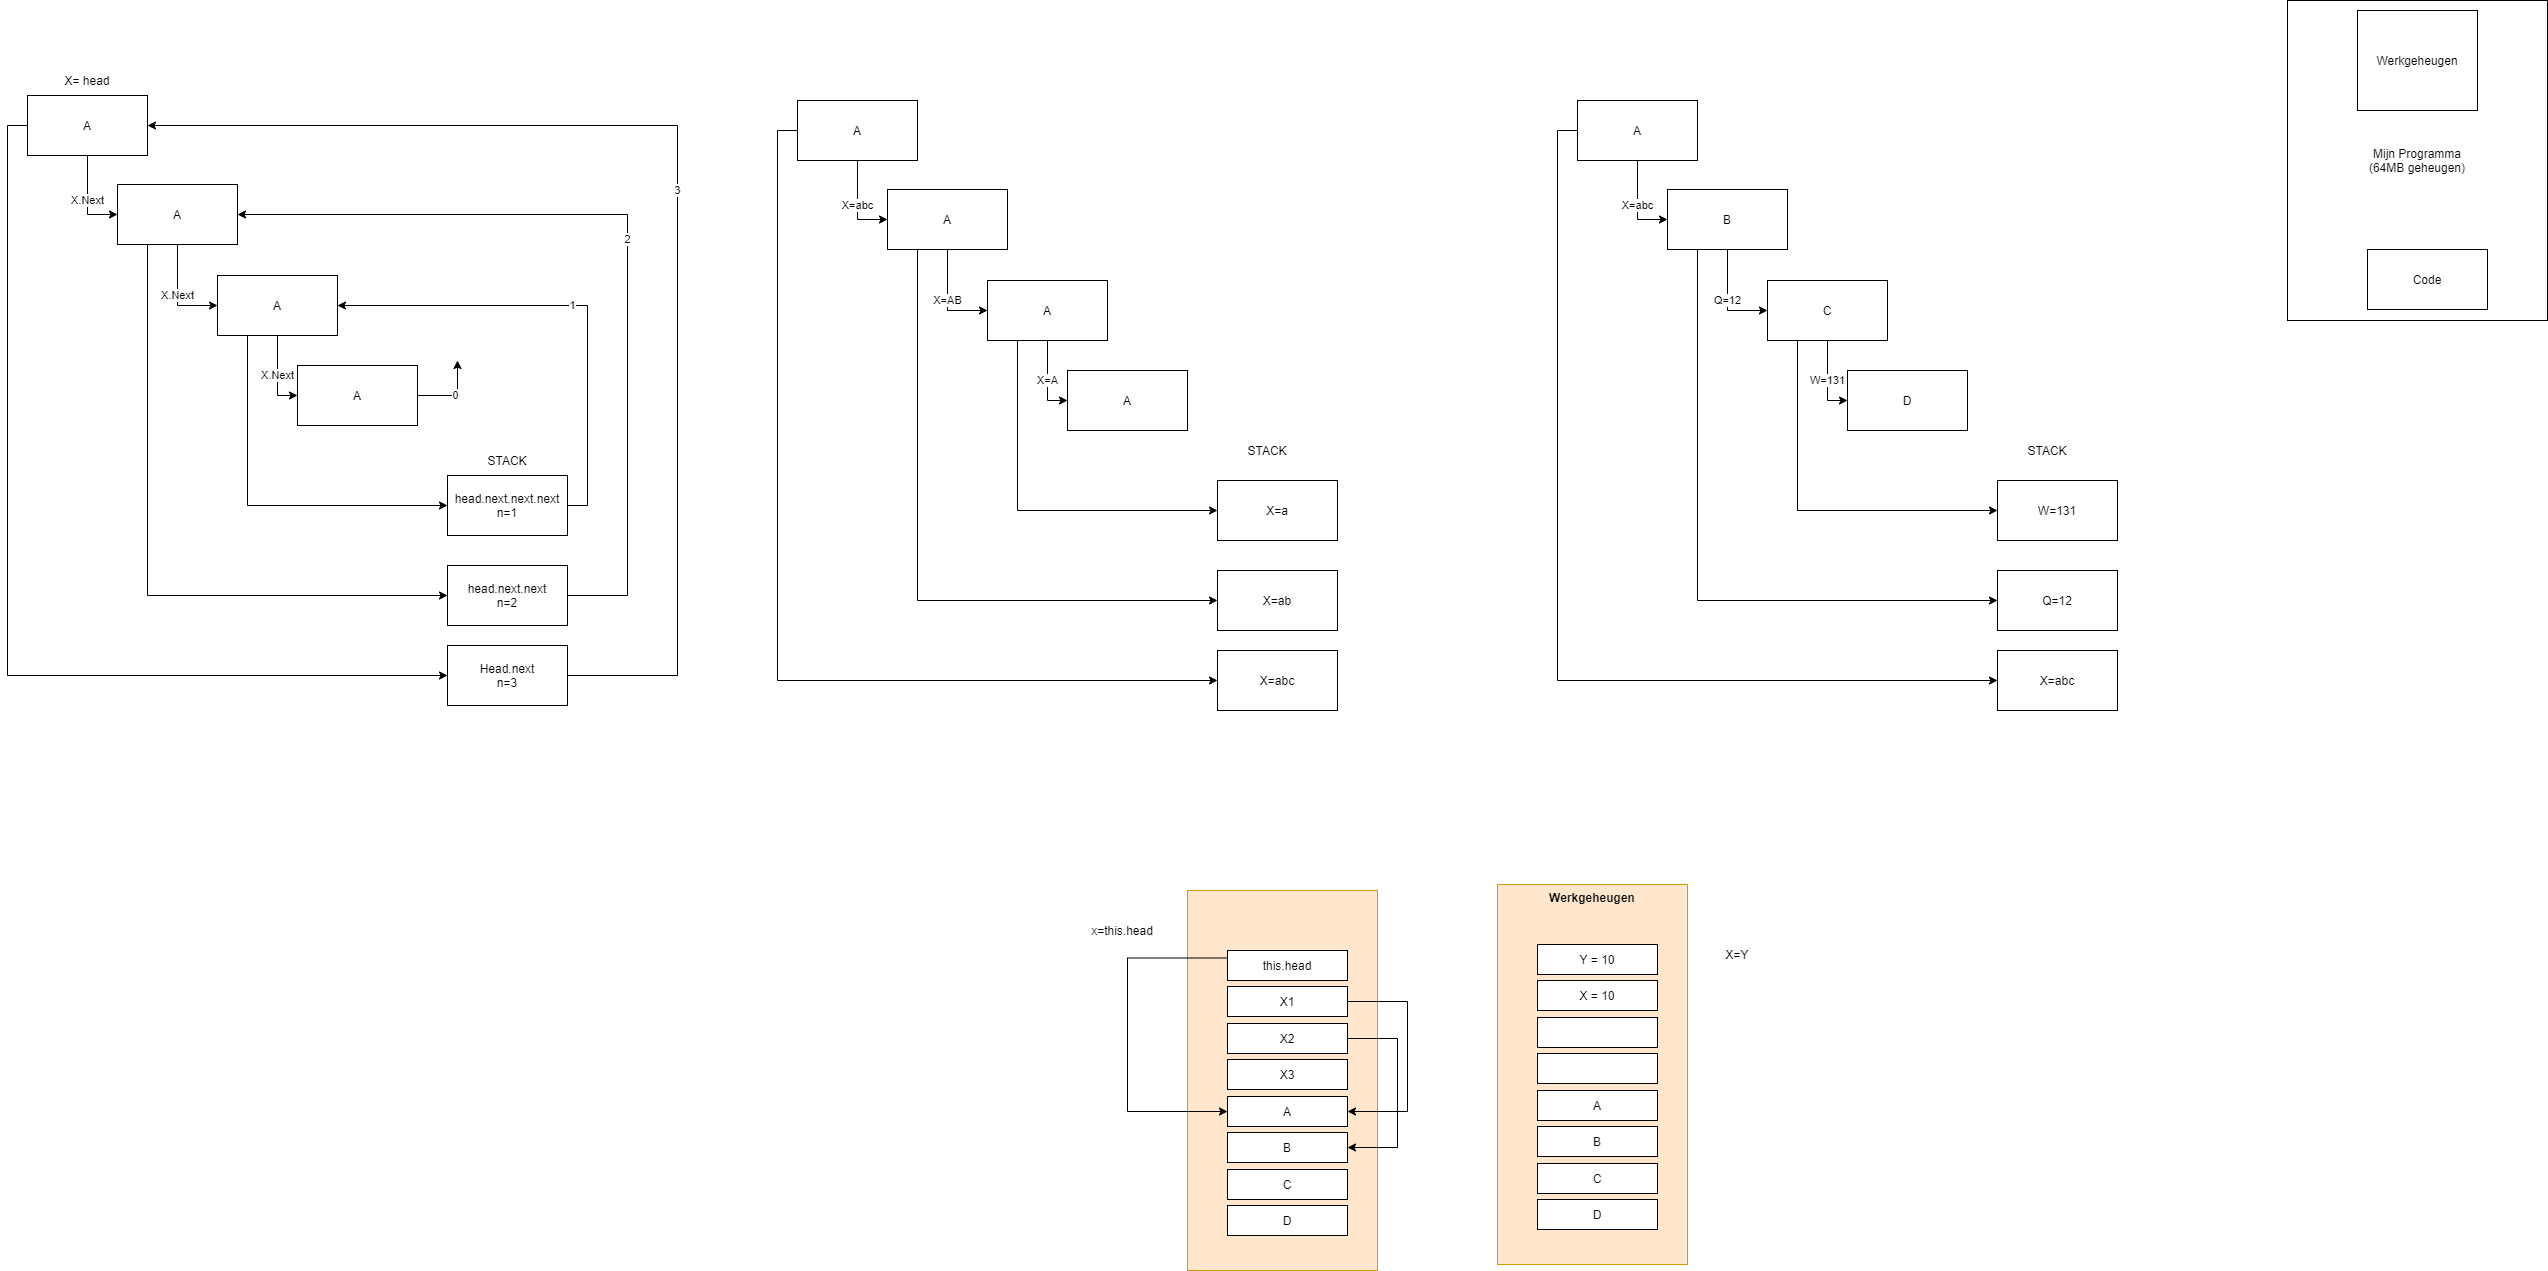 X= head
A
X.Next
A
X.Next
A
X.Next
A
0
1
2
3
STACK
head.next.next.next
n=1
head.next.next
n=2
Head.next
n=3
A
X=abc
A
X=AB
A
X=A
A
STACK
X=a
X=ab
X=abc
A
X=abc
B
Q=12
C
W=131
D
STACK
W=131
Q=12
X=abc
Werkgeheugen
Mijn Programma
(64MB geheugen)
Code
x=this.head
this.head
X1
X2
X3
A
B
C
D
Werkgeheugen
Y = 10
X = 10
A
B
C
D
X=Y